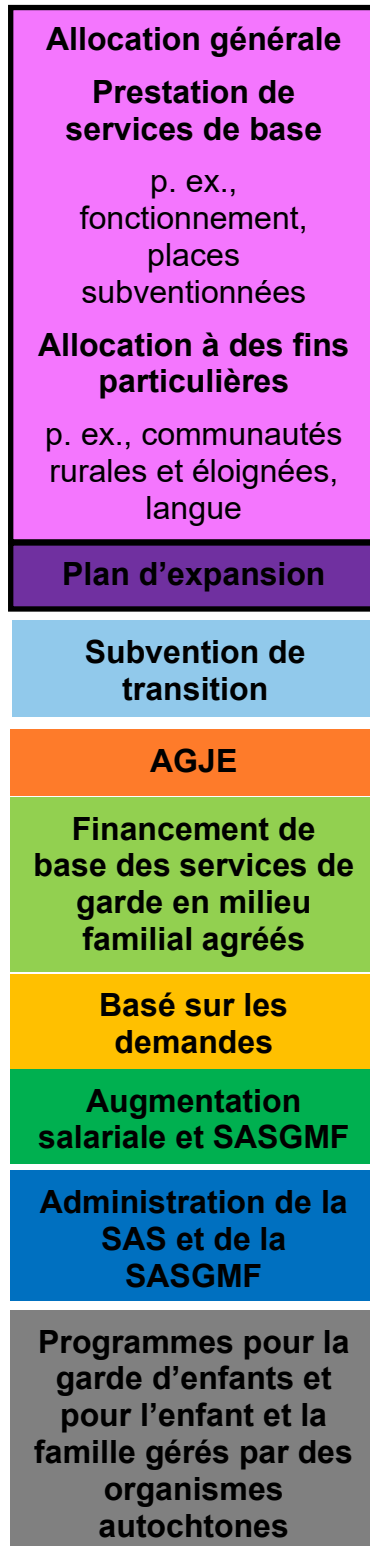 Allocation générale
Prestation de
services de base
p. ex.,
fonctionnement,
places
subventionnées
Allocation à des fins
particulières
p. ex., communautés
rurales et éloignées,
langue
Plan d’expansion
Subvention de
transition
AGJE
Financement de
base des services de
garde en milieu
familial agréés
Basé sur les
demandes
Augmentation
salariale et SASGMF
Administration de la
SAS et de la
SASGMF
Programmes pour la
garde d’enfants et
pour l’enfant et la
famille gérés par des
organismes
autochtones